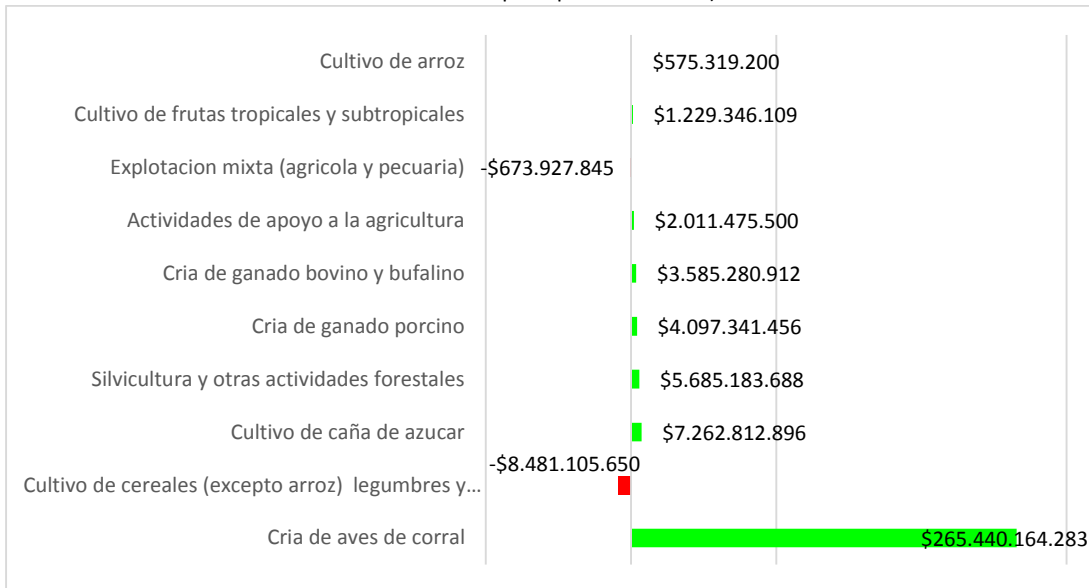 Cultivo de arroz $575.319.200
Cultivo de frutas tropicales y subtropicales $1.229.346.109
Explotacion mixta (agricola y pecuaria) -$673.927.845
Actividades de apoyo a la agricultura $2.011.475.500
Cria de ganado bovino y bufalino $3.585.280.912
Cria de ganado porcino $4.097.341.456
Silvicultura y otras actividades forestales $5.685.183.688
Cultivo de caña de azucar $7.262.812.896
-$8.481.105.650
Cultivo de cereales (excepto arroz) legumbres y...
Cria de aves de corral $265.440.164.283